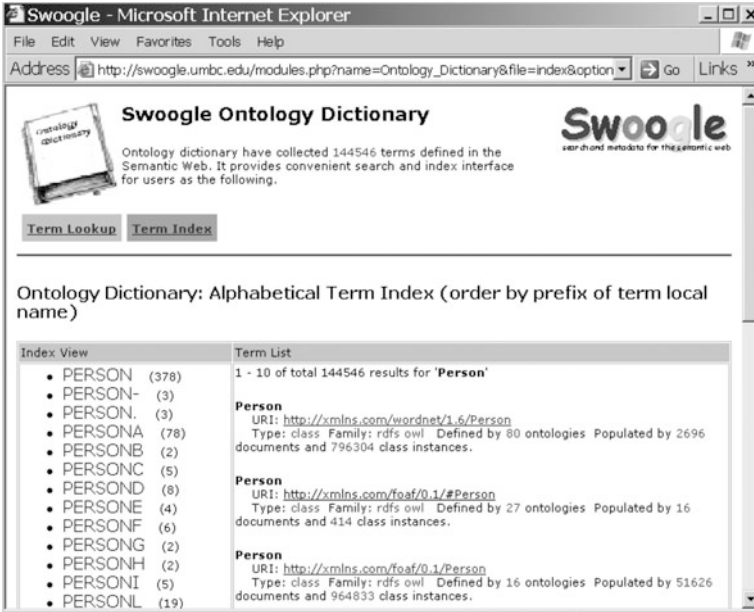 Swoogle - Microsoft Internet Explorer
File Edit View Favorites Tools Help
Address http://swoogle.umbc.edu/modules.php?name=Ontology_Dictionary&file=index&option Go Links »
ontology
dictionary
Swoogle Ontology Dictionary
Swoogle
search and metadata for the semantic web
Ontology dictionary have collected 144546 terms defined in the
Semantic Web. It provides convenient search and index interface
for users as the following.
Term Lookup Term Index
Ontology Dictionary: Alphabetical Term Index (order by prefix of term local
name)
Index View
• PERSON (378)
• PERSON- (3)
• PERSON. (3)
• PERSONA (78)
• PERSONB (2)
• PERSONC (5)
• PERSOND (8)
• PERSONE (4)
• PERSONF (6)
• PERSONG (2)
• PERSONH (2)
• PERSONI (5)
• PERSONL (19)
Term List
1 - 10 of total 144546 results for 'Person'
Person
URI: http://xmlns.com/wordnet/1.6/Person
Type: class Family: rdfs owl Defined by 80 ontologies Populated by 2696
documents and 796304 class instances.
Person
URI: http://xmlns.com/foaf/0.1/#Person
Type: class Family: rdfs owl Defined by 27 ontologies Populated by 16
documents and 414 class instances.
Person
URI: http://xmlns.com/foaf/0.1/Person
Type: class Family: rdfs owl Defined by 16 ontologies Populated by 51626
documents and 964833 class instances.